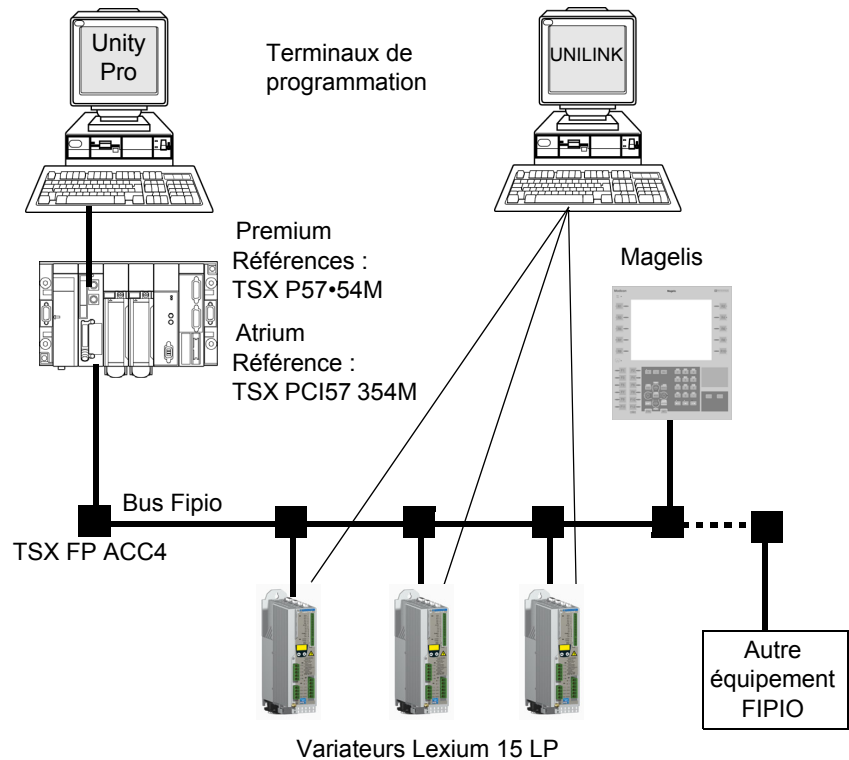 Unity
Pro
Terminaux de
programmation
UNILINK
Premium
Références :
TSX P57•54M
Atrium
Référence :
TSX PCI57 354M
Magelis
Bus Fipio
TSX FP ACC4
Autre
équipement
FIPIO
Variateurs Lexium 15 LP